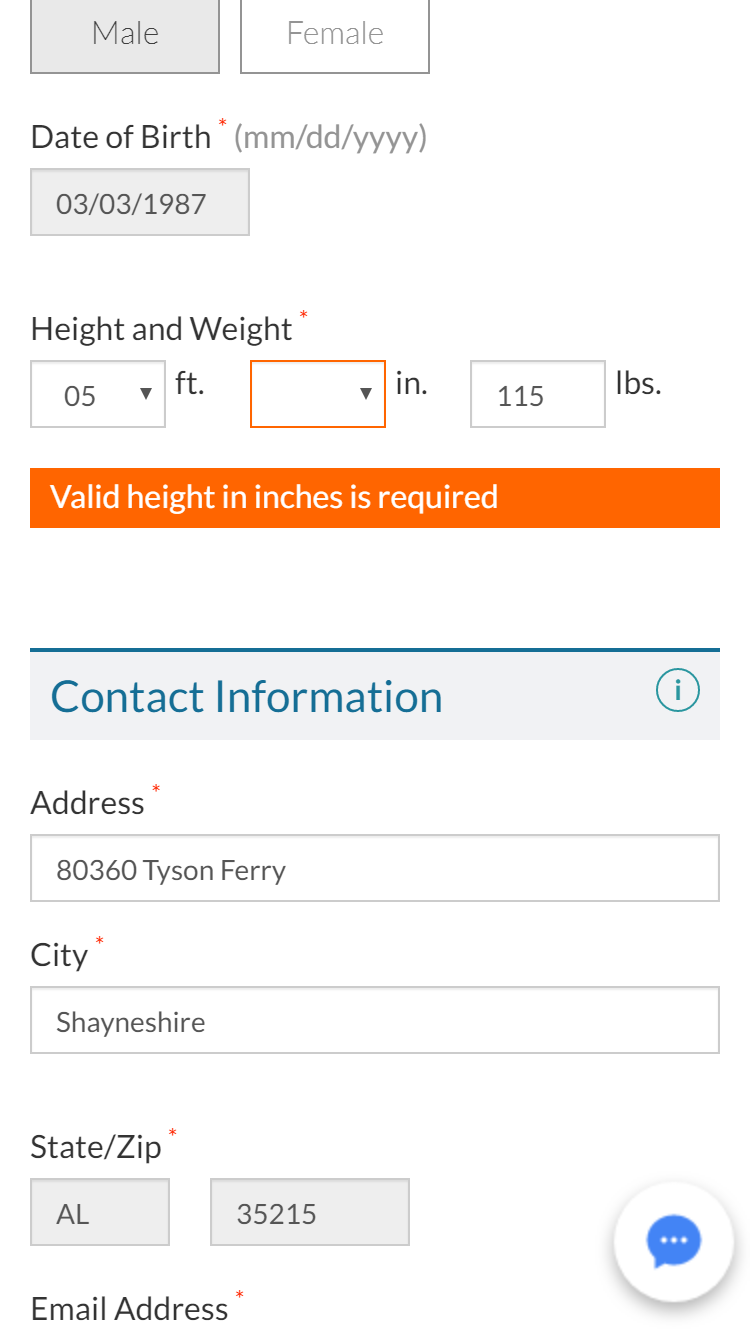 Male Female
Date of Birth * (mm/dd/yyyy)
03/03/1987
Height and Weight *
05 ft. in. 115 lbs.
Valid height in inches is required
Contact Information i
Address *
80360 Tyson Ferry
City *
Shayneshire
State/Zip *
AL 35215
Email Address *